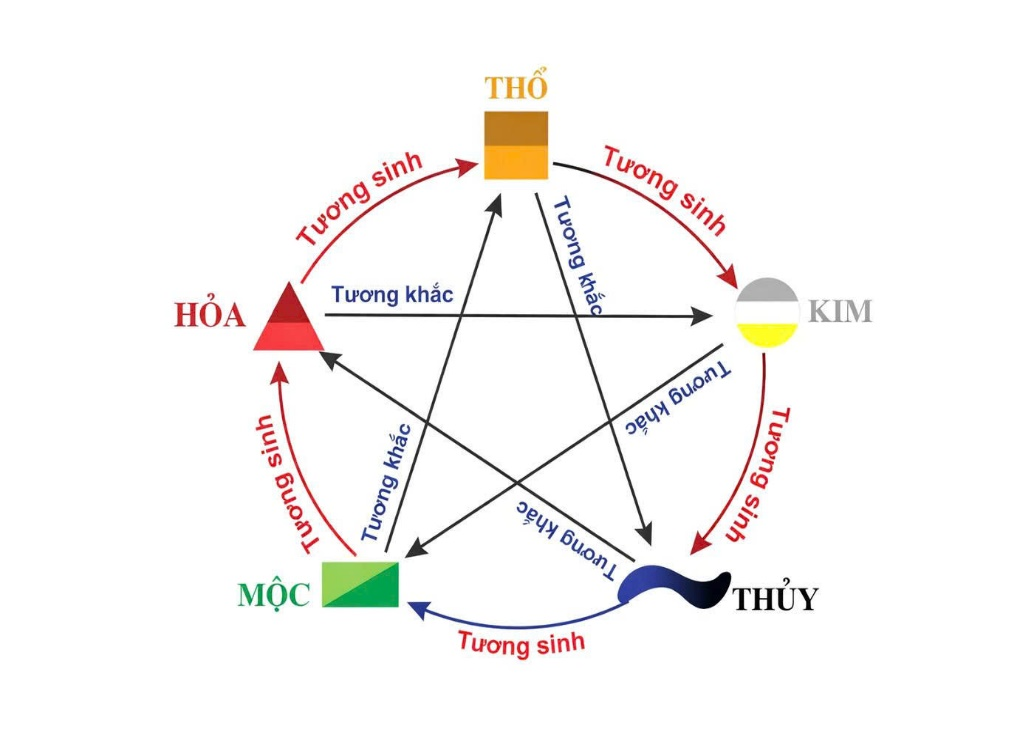 THỔ
Tương sinh
Tương sinh
Tương khắc
HỎA
Tương khắc
KIM
Tương khắc
Tương sinh
Tương khắc
Tương sinh
Tương khắc
MỘC
THỦY
Tương sinh